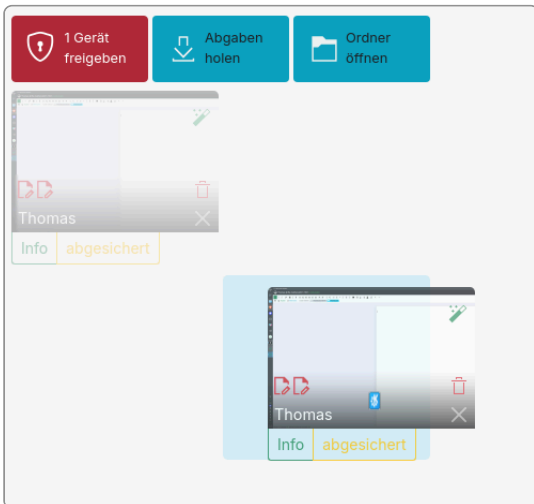 1 Gerät
freigeben
Abgaben
holen
Ordner
öffnen
Thomas
Info
abgesichert
Thomas
Info
abgesichert